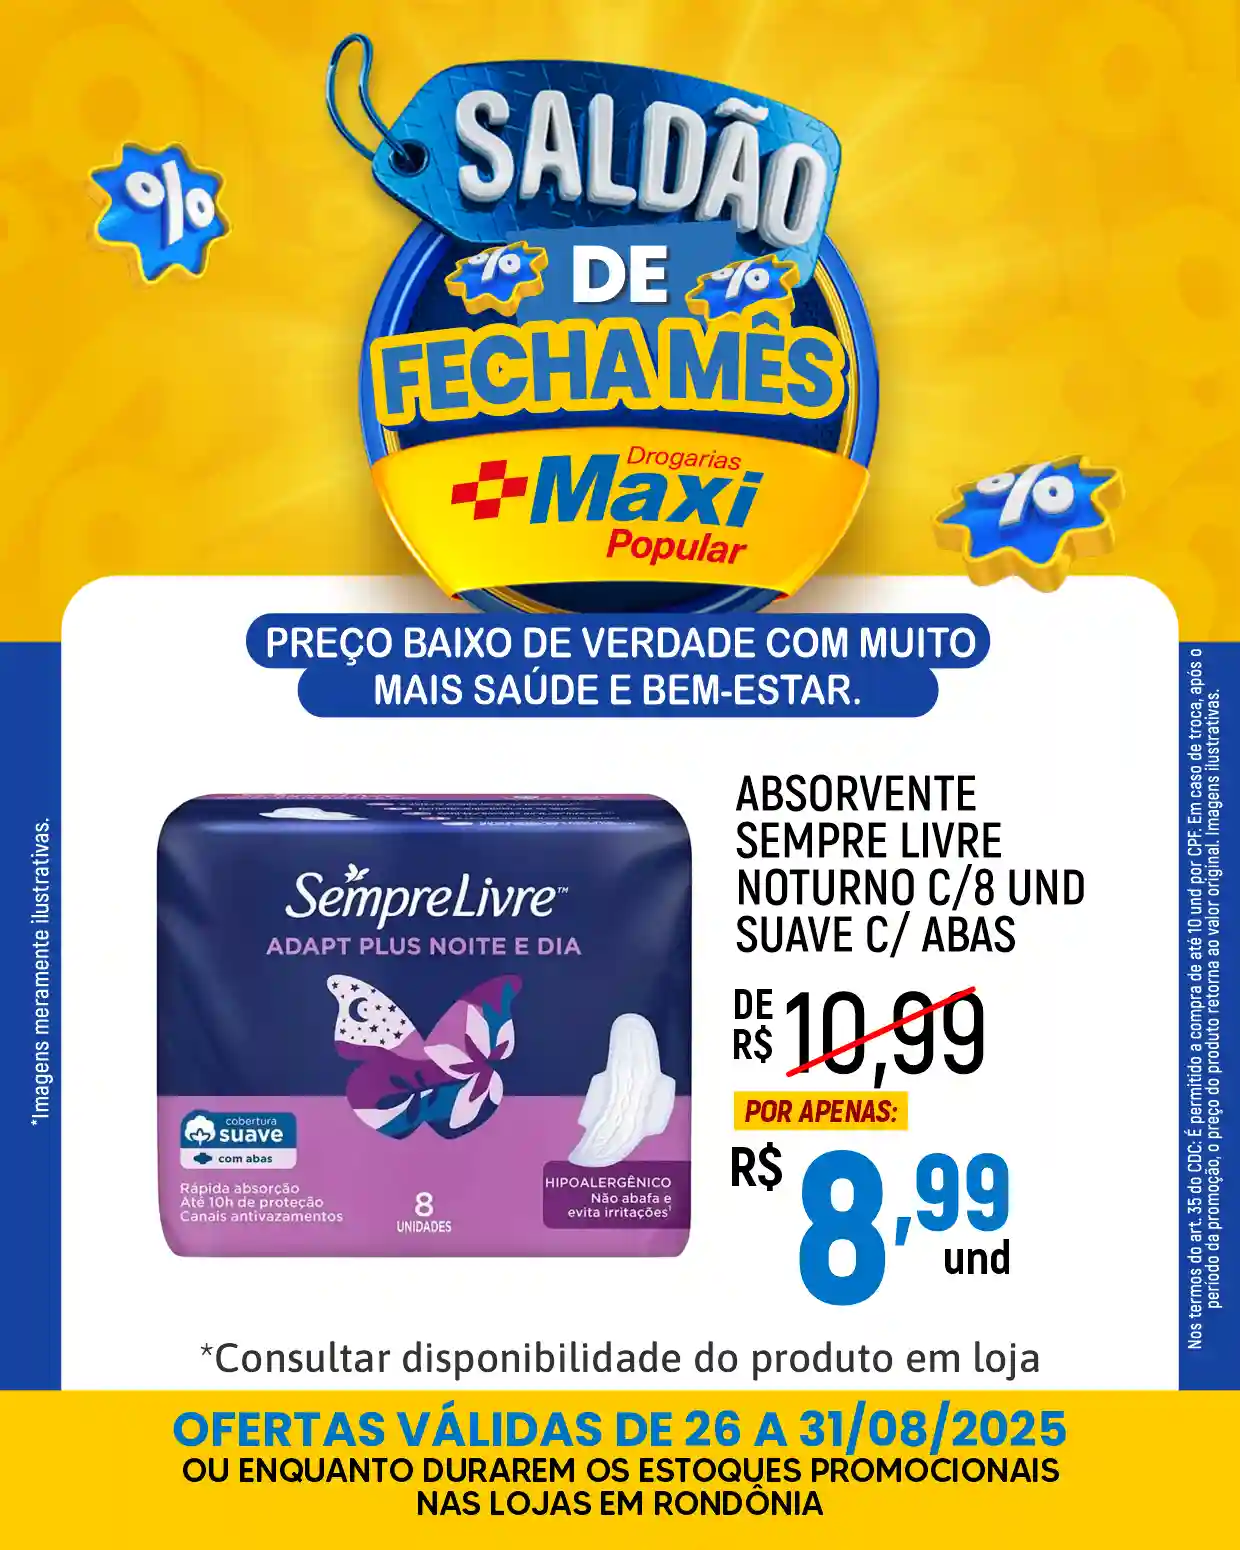 SALDÃO
DE
FECHA MÊS
Drogarias
Maxi
Popular
PREÇO BAIXO DE VERDADE COM MUITO
MAIS SAÚDE E BEM-ESTAR.
SempreLivre™
ADAPT PLUS NOITE E DIA
cobertura
suave
com abas
Rápida absorção
Até 10h de proteção
Canais antivazamentos
8
UNIDADES
HIPOALERGÊNICO
Não abafa e
evita irritações¹
ABSORVENTE
SEMPRE LIVRE
NOTURNO C/8 UND
SUAVE C/ ABAS
DE
R$ 10,99
POR APENAS:
R$ 8,99
und
*Imagens meramente ilustrativas.
Nos termos do art. 35 do CDC: É permitido a compra de até 10 und por CPF. Em caso de troca, após o
período da promoção, o preço do produto retorna ao valor original. Imagens ilustrativas.
*Consultar disponibilidade do produto em loja
OFERTAS VÁLIDAS DE 26 A 31/08/2025
OU ENQUANTO DURAREM OS ESTOQUES PROMOCIONAIS
NAS LOJAS EM RONDÔNIA